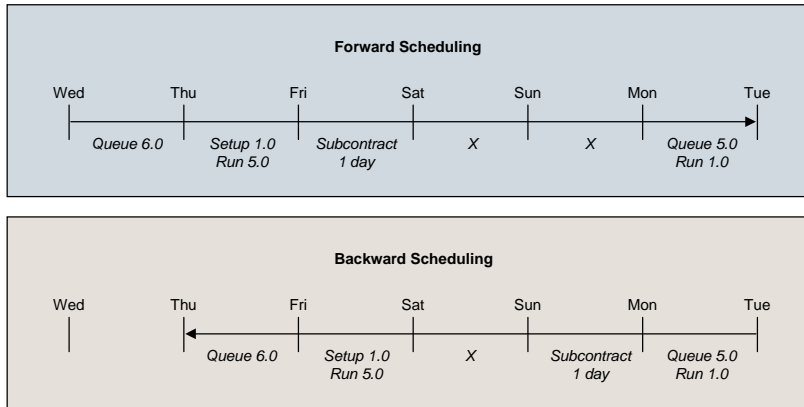 Forward Scheduling
Wed Thu Fri Sat Sun Mon Tue
Queue 6.0 Setup 1.0 Subcontract X X Queue 5.0
Run 5.0 1 day Run 1.0
Backward Scheduling
Wed Thu Fri Sat Sun Mon Tue
Queue 6.0 Setup 1.0 X Subcontract Queue 5.0
Run 5.0 1 day Run 1.0